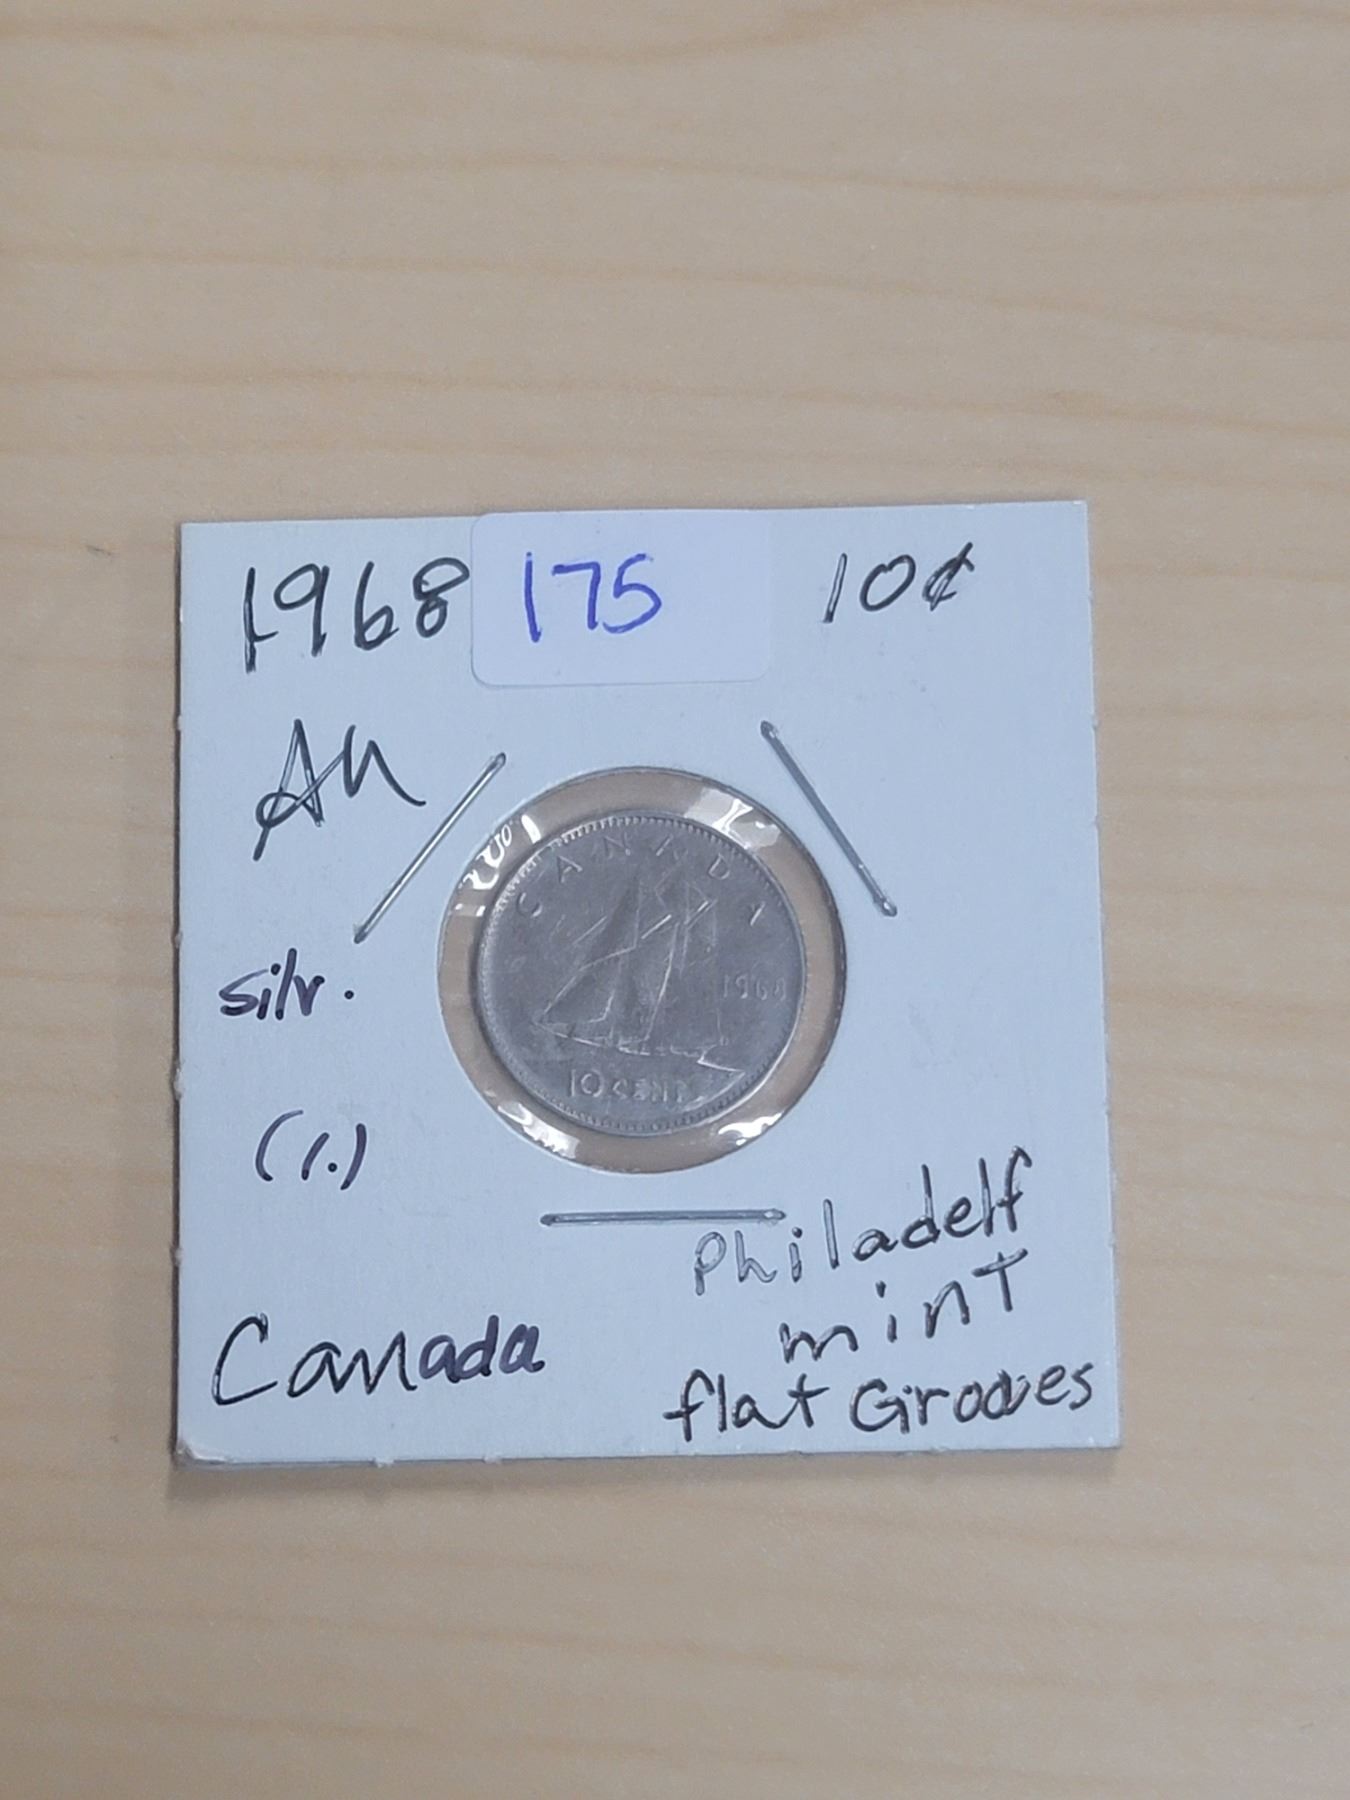 1968
175
10¢
Au
silv.
(1.)
CANADA
1968
10 CENTS
Philadelf
mint
flat Grooves
Canada